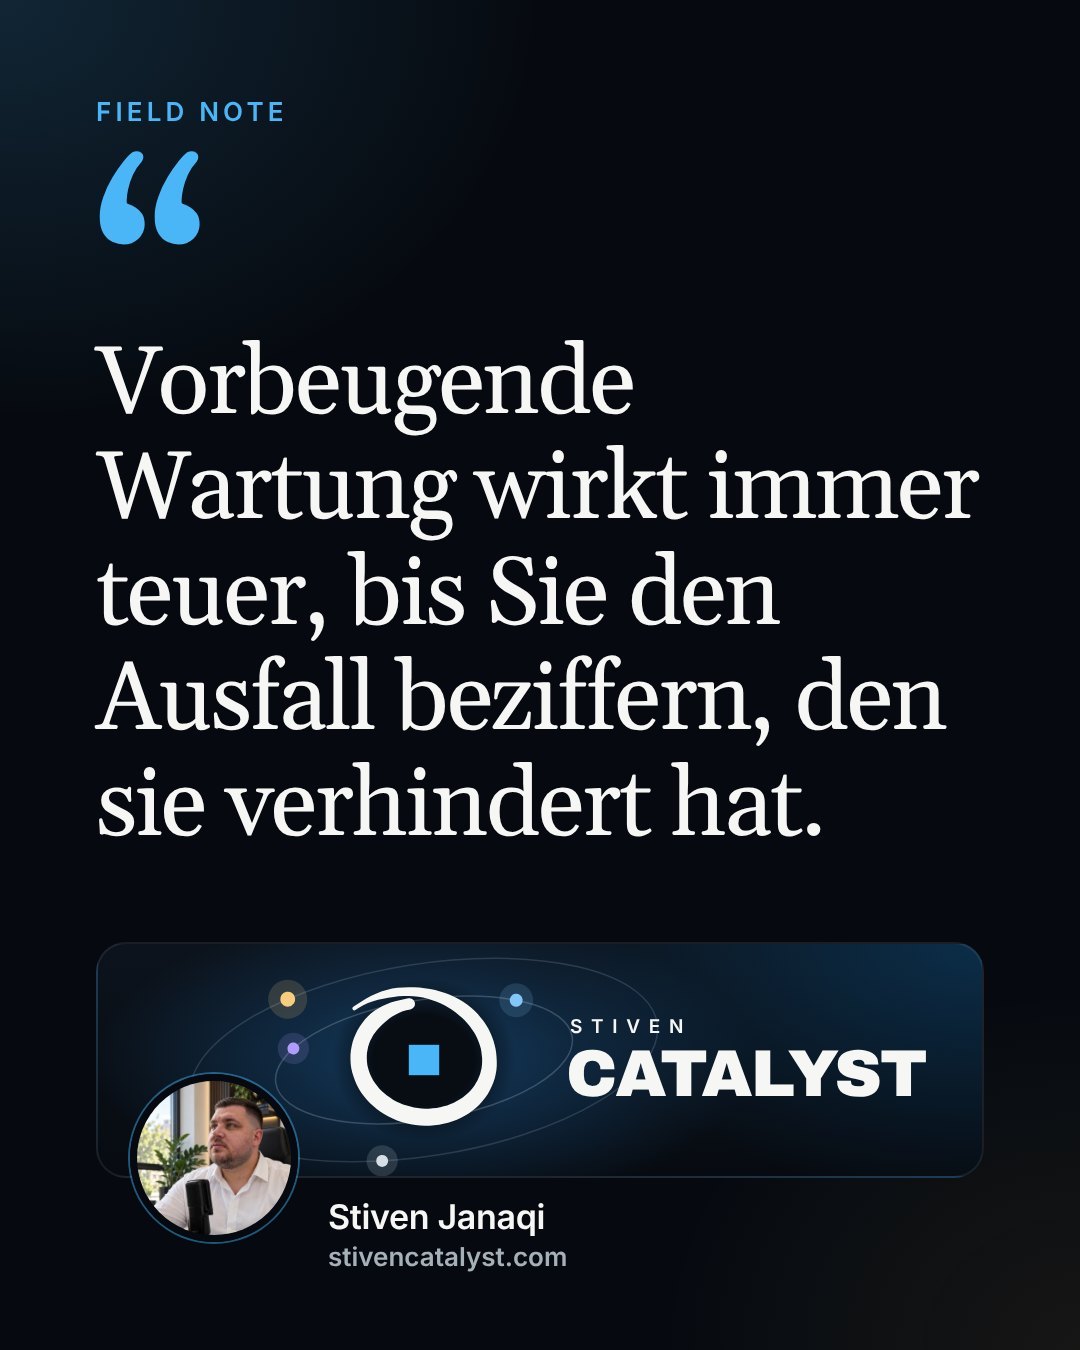 FIELD NOTE
“
Vorbeugende
Wartung wirkt immer
teuer, bis Sie den
Ausfall beziffern, den
sie verhindert hat.
STIVEN
CATALYST
Stiven Janaqi
stivencatalyst.com